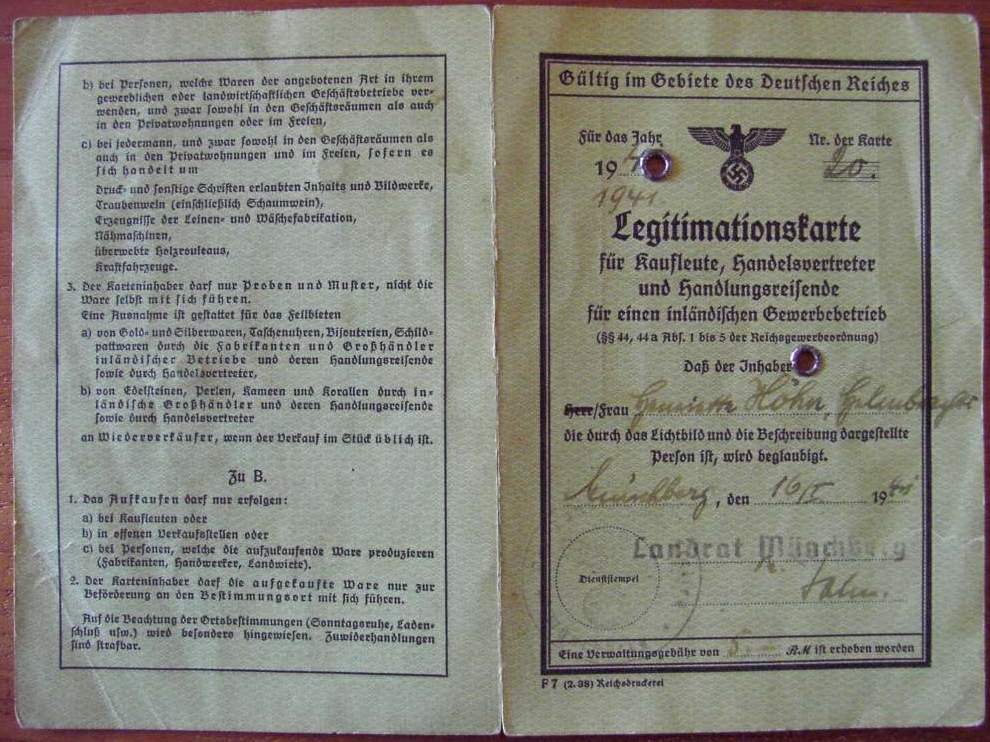 b) bei Personen, welche Waren der angebotenen Art in ihrem
gewerblichen oder landwirtschaftlichen Geschäftsbetriebe ver-
wenden, und zwar sowohl in den Geschäftsräumen als auch
in den Privatwohnungen oder im Freien,
c) bei jedermann, und zwar sowohl in den Geschäftsräumen als
auch in den Privatwohnungen und im Freien, sofern es
sich handelt um
Druck- und sonstige Schriften erlaubten Inhalts und Bildwerke,
Traubenwein (einschließlich Schaumwein),
Erzeugnisse der Leinen- und Wäschefabrikation,
Nähmaschinen,
überwebte Holzrouleaus,
Kraftfahrzeuge.
3. Der Karteninhaber darf nur Proben und Muster, nicht die
Ware selbst mit sich führen.
Eine Ausnahme ist gestattet für das Feilbieten
a) von Gold- und Silberwaren, Taschenuhren, Bijouterien, Schild-
pattwaren durch die Fabrikanten und Großhändler
inländischer Betriebe und deren Handlungsreisende
sowie durch Handelsvertreter,
b) von Edelsteinen, Perlen, Kameen und Korallen durch in-
ländische Großhändler und deren Handlungsreisende
sowie durch Handelsvertreter
an Wiederverkäufer, wenn der Verkauf im Stück üblich ist.
Zu B.
1. Das Aufkaufen darf nur erfolgen:
a) bei Kaufleuten oder
b) in offenen Verkaufsstellen oder
c) bei Personen, welche die aufzukaufende Ware produzieren
(Fabrikanten, Handwerker, Landwirte).
2. Der Karteninhaber darf die aufgekaufte Ware nur zur
Beförderung an den Bestimmungsort mit sich führen.
Auf die Beachtung der Ortsbestimmungen (Sonntagsruhe, Laden-
schluß usw.) wird besonders hingewiesen. Zuwiderhandlungen
sind strafbar.
Gültig im Gebiete des Deutschen Reiches
Für das Jahr
19
1941
Nr. der Karte
20.
Legitimationskarte
für Kaufleute, Handelsvertreter
und Handlungsreisende
für einen inländischen Gewerbebetrieb
(§§ 44, 44a Abs. 1 bis 5 der Reichsgewerbeordnung)
Daß der Inhaber
Herr/Frau Henriette Höhn,
die durch das Lichtbild und die Beschreibung dargestellte
Person ist, wird beglaubigt.
Münchberg, den 19
Landrat Münchberg
Dienststempel
Eine Verwaltungsgebühr von 5.— RM ist erhoben worden
F 7 (2. 38) Reichsdruckerei